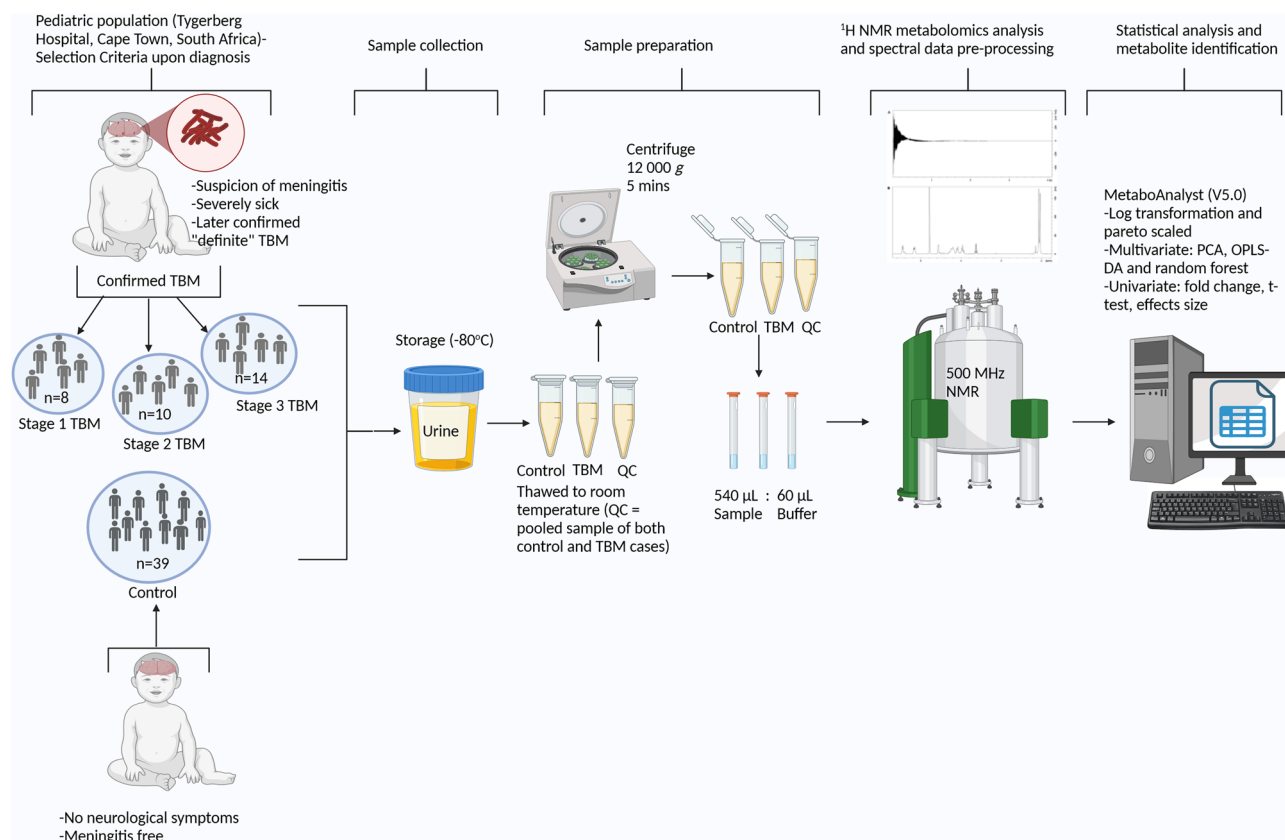 Pediatric population (Tygerberg
Hospital, Cape Town, South Africa)-
Selection Criteria upon diagnosis
Sample collection
Sample preparation
¹H NMR metabolomics analysis
and spectral data pre-processing
Statistical analysis and
metabolite identification
-Suspicion of meningitis
-Severely sick
-Later confirmed
"definite" TBM
Confirmed TBM
n=8
Stage 1 TBM
n=10
Stage 2 TBM
n=14
Stage 3 TBM
n=39
Control
-No neurological symptoms
-Meningitis free
Storage (-80°C)
Urine
Control TBM QC
Thawed to room
temperature (QC =
pooled sample of both
control and TBM cases)
Centrifuge
12 000 g
5 mins
Control TBM QC
540 µL : 60 µL
Sample Buffer
500 MHz
NMR
MetaboAnalyst (V5.0)
-Log transformation and
pareto scaled
-Multivariate: PCA, OPLS-
DA and random forest
-Univariate: fold change, t-
test, effects size